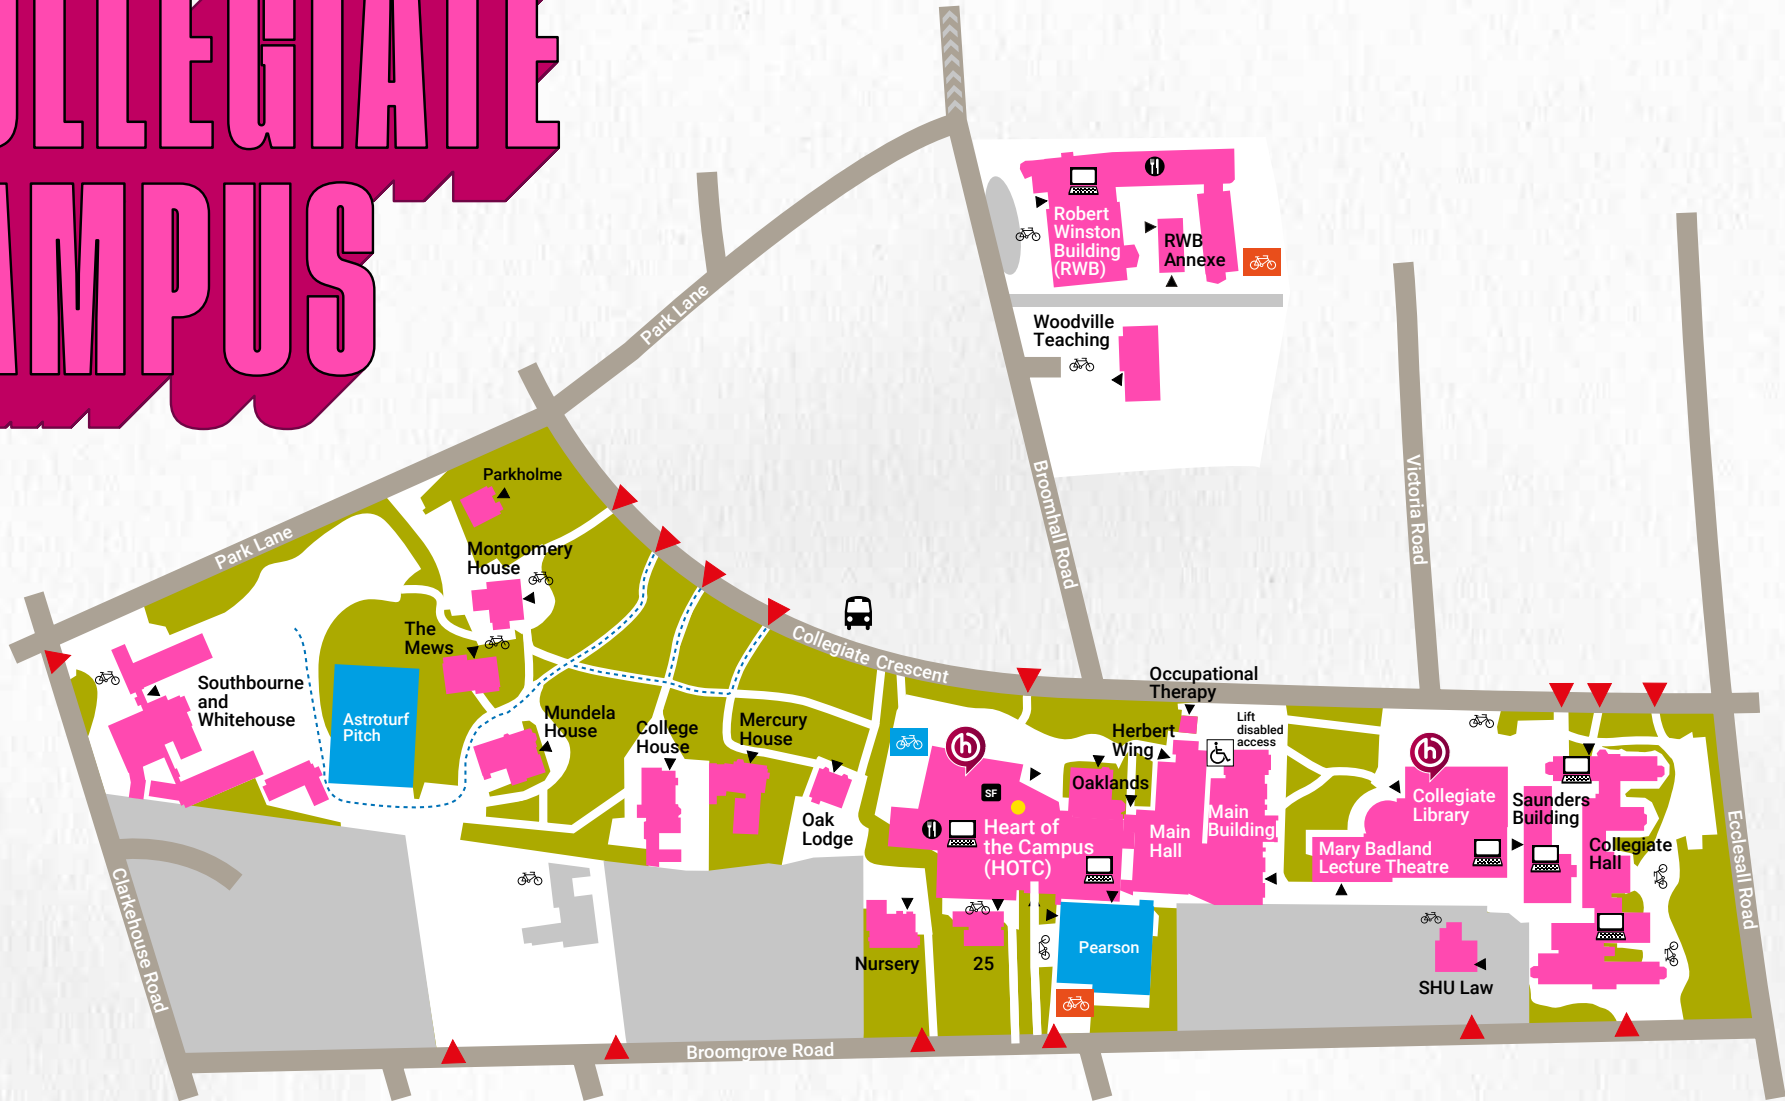 OLLEGIATE
AMPUS
Park Lane
Robert
Winston
Building
(RWB)
RWB
Annexe
Woodville
Teaching
Broomhall Road
Victoria Road
Ecclesall Road
Park Lane
Parkholme
Montgomery
House
The
Mews
Southbourne
and
Whitehouse
Astroturf
Pitch
Mundela
House
College
House
Mercury
House
Oak
Lodge
Collegiate Crescent
Occupational
Therapy
Herbert
Wing
Lift
disabled
access
Oaklands
h
SF
Heart of
the Campus
(HOTC)
Main
Hall
Main
Building
h
Collegiate
Library
Mary Badland
Lecture Theatre
Saunders
Building
Collegiate
Hall
Nursery
25
Pearson
SHU Law
Clarkehouse Road
Broomgrove Road